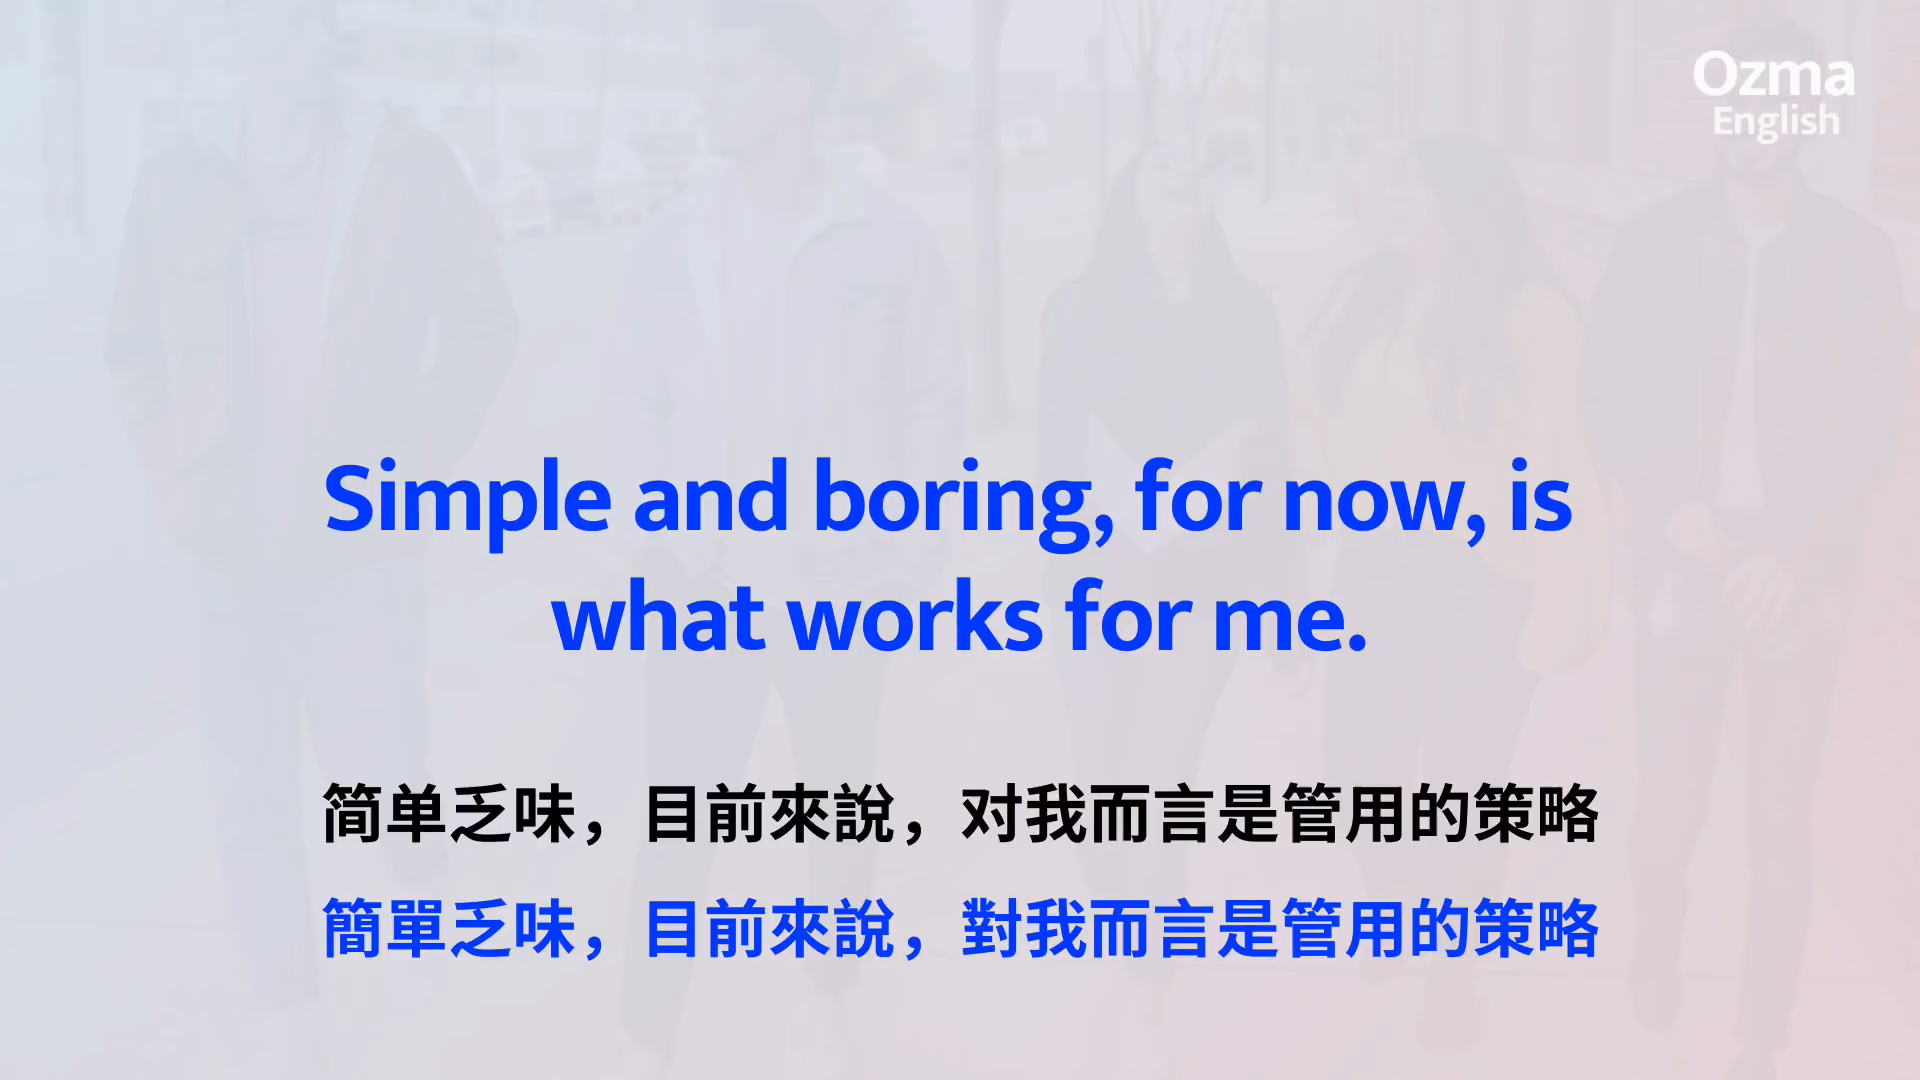 Ozma
English
Simple and boring, for now, is
what works for me.
简单乏味，目前來說，对我而言是管用的策略
簡單乏味，目前來說，對我而言是管用的策略